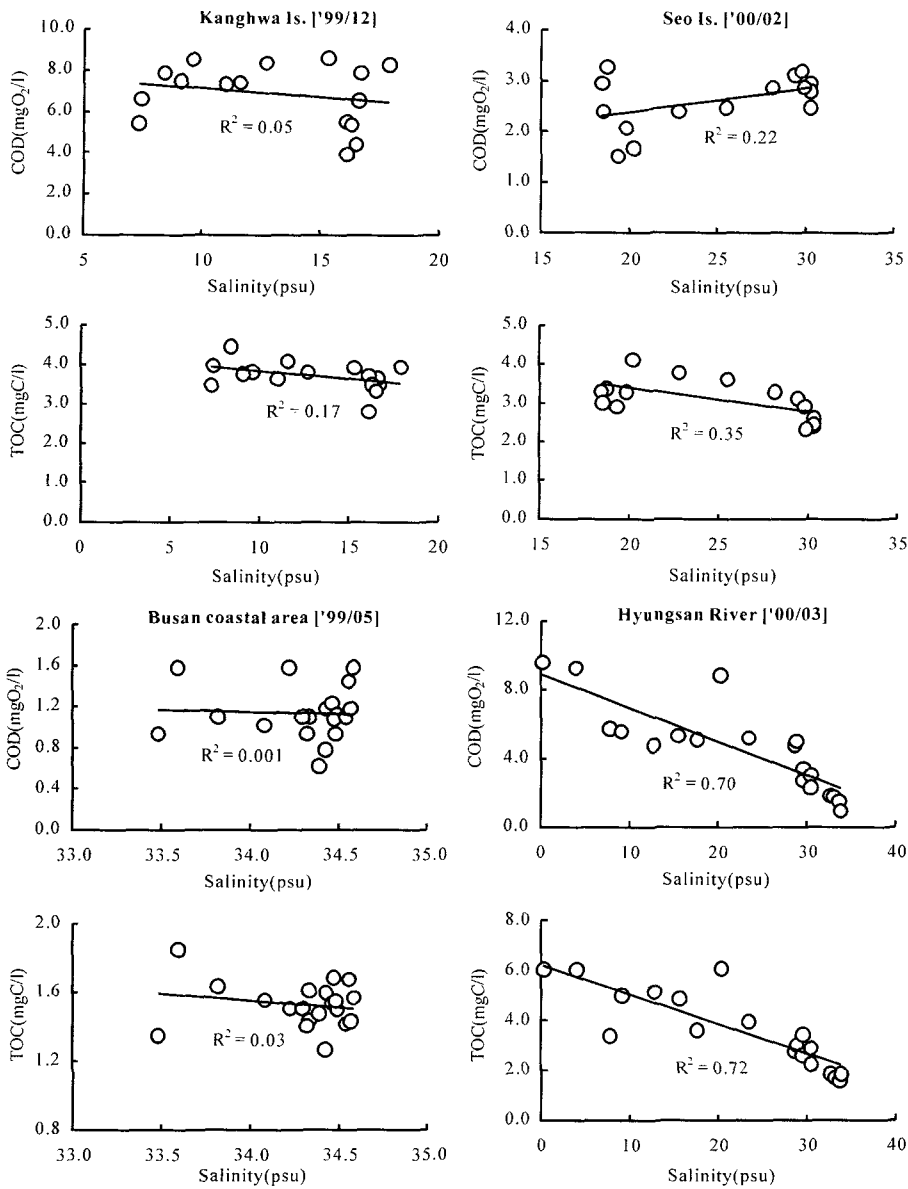 Kanghwa Is. ['99/12]
COD(mgO2/l)
10.0
8.0
6.0
4.0
2.0
0.0
R² = 0.05
5 10 15 20
Salinity(psu)
Seo Is. ['00/02]
COD(mgO2/l)
4.0
3.0
2.0
1.0
0.0
R² = 0.22
15 20 25 30 35
Salinity(psu)
TOC(mgC/l)
5.0
4.0
3.0
2.0
1.0
0.0
R² = 0.17
0 5 10 15 20
Salinity(psu)
TOC(mgC/l)
5.0
4.0
3.0
2.0
1.0
0.0
R² = 0.35
15 20 25 30 35
Salinity(psu)
Busan coastal area ['99/05]
COD(mgO2/l)
2.0
1.6
1.2
0.8
0.4
0.0
R² = 0.001
33.0 33.5 34.0 34.5 35.0
Salinity(psu)
Hyungsan River ['00/03]
COD(mgO2/l)
12.0
9.0
6.0
3.0
0.0
R² = 0.70
0 10 20 30 40
Salinity(psu)
TOC(mgC/l)
2.0
1.6
1.2
0.8
R² = 0.03
33.0 33.5 34.0 34.5 35.0
Salinity(psu)
TOC(mgC/l)
8.0
6.0
4.0
2.0
0.0
R² = 0.72
0 10 20 30 40
Salinity(psu)